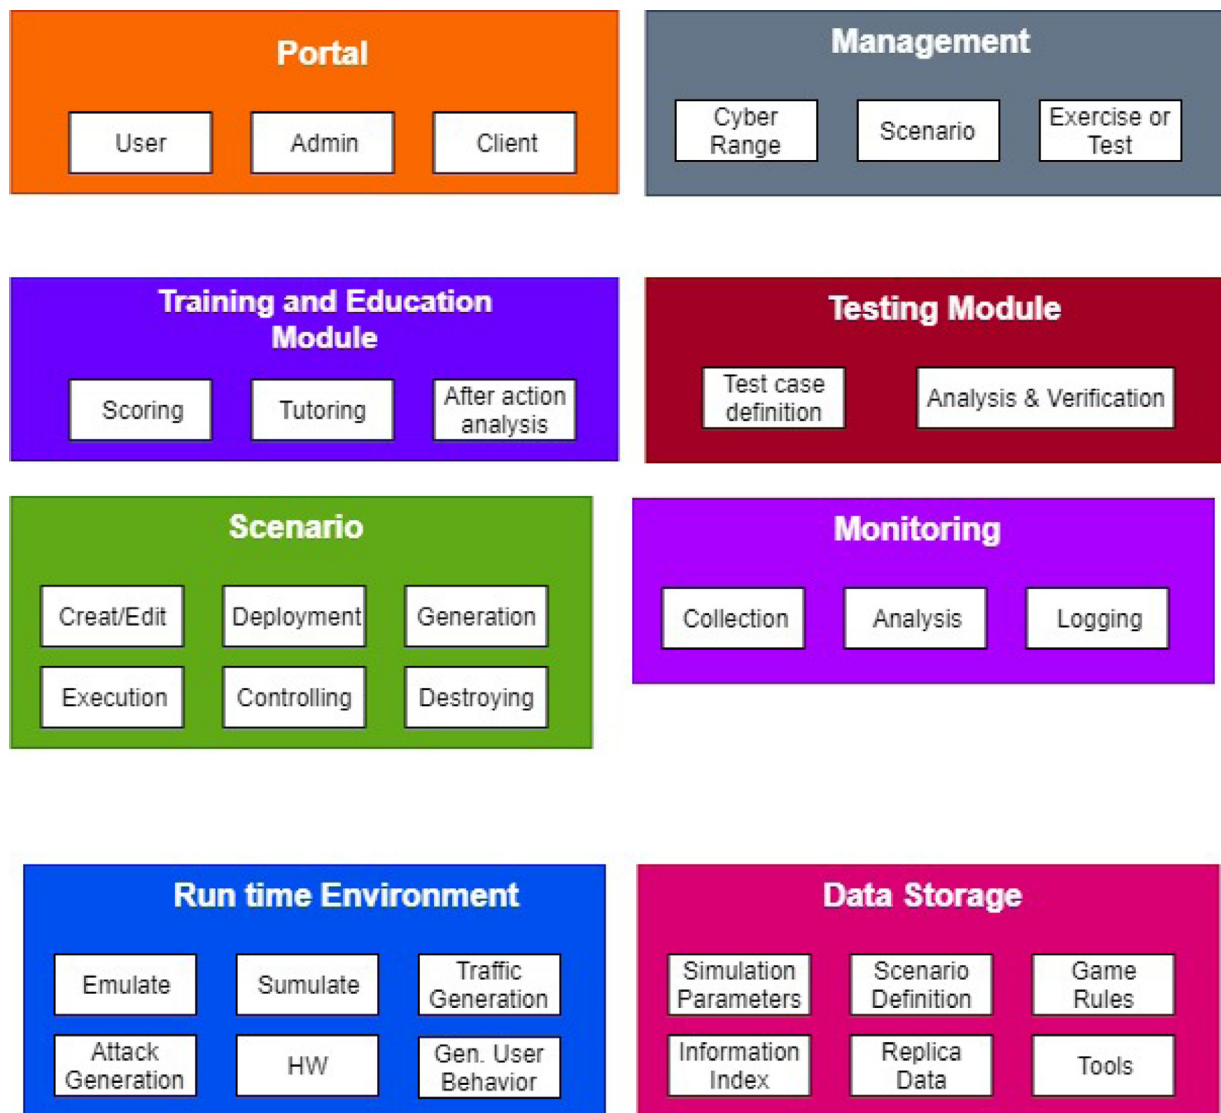 Portal
User
Admin
Client
Management
Cyber
Range
Scenario
Exercise or
Test
Training and Education
Module
Scoring
Tutoring
After action
analysis
Testing Module
Test case
definition
Analysis & Verification
Scenario
Creat/Edit
Deployment
Generation
Execution
Controlling
Destroying
Monitoring
Collection
Analysis
Logging
Run time Environment
Emulate
Sumulate
Traffic
Generation
Attack
Generation
HW
Gen. User
Behavior
Data Storage
Simulation
Parameters
Scenario
Definition
Game
Rules
Information
Index
Replica
Data
Tools